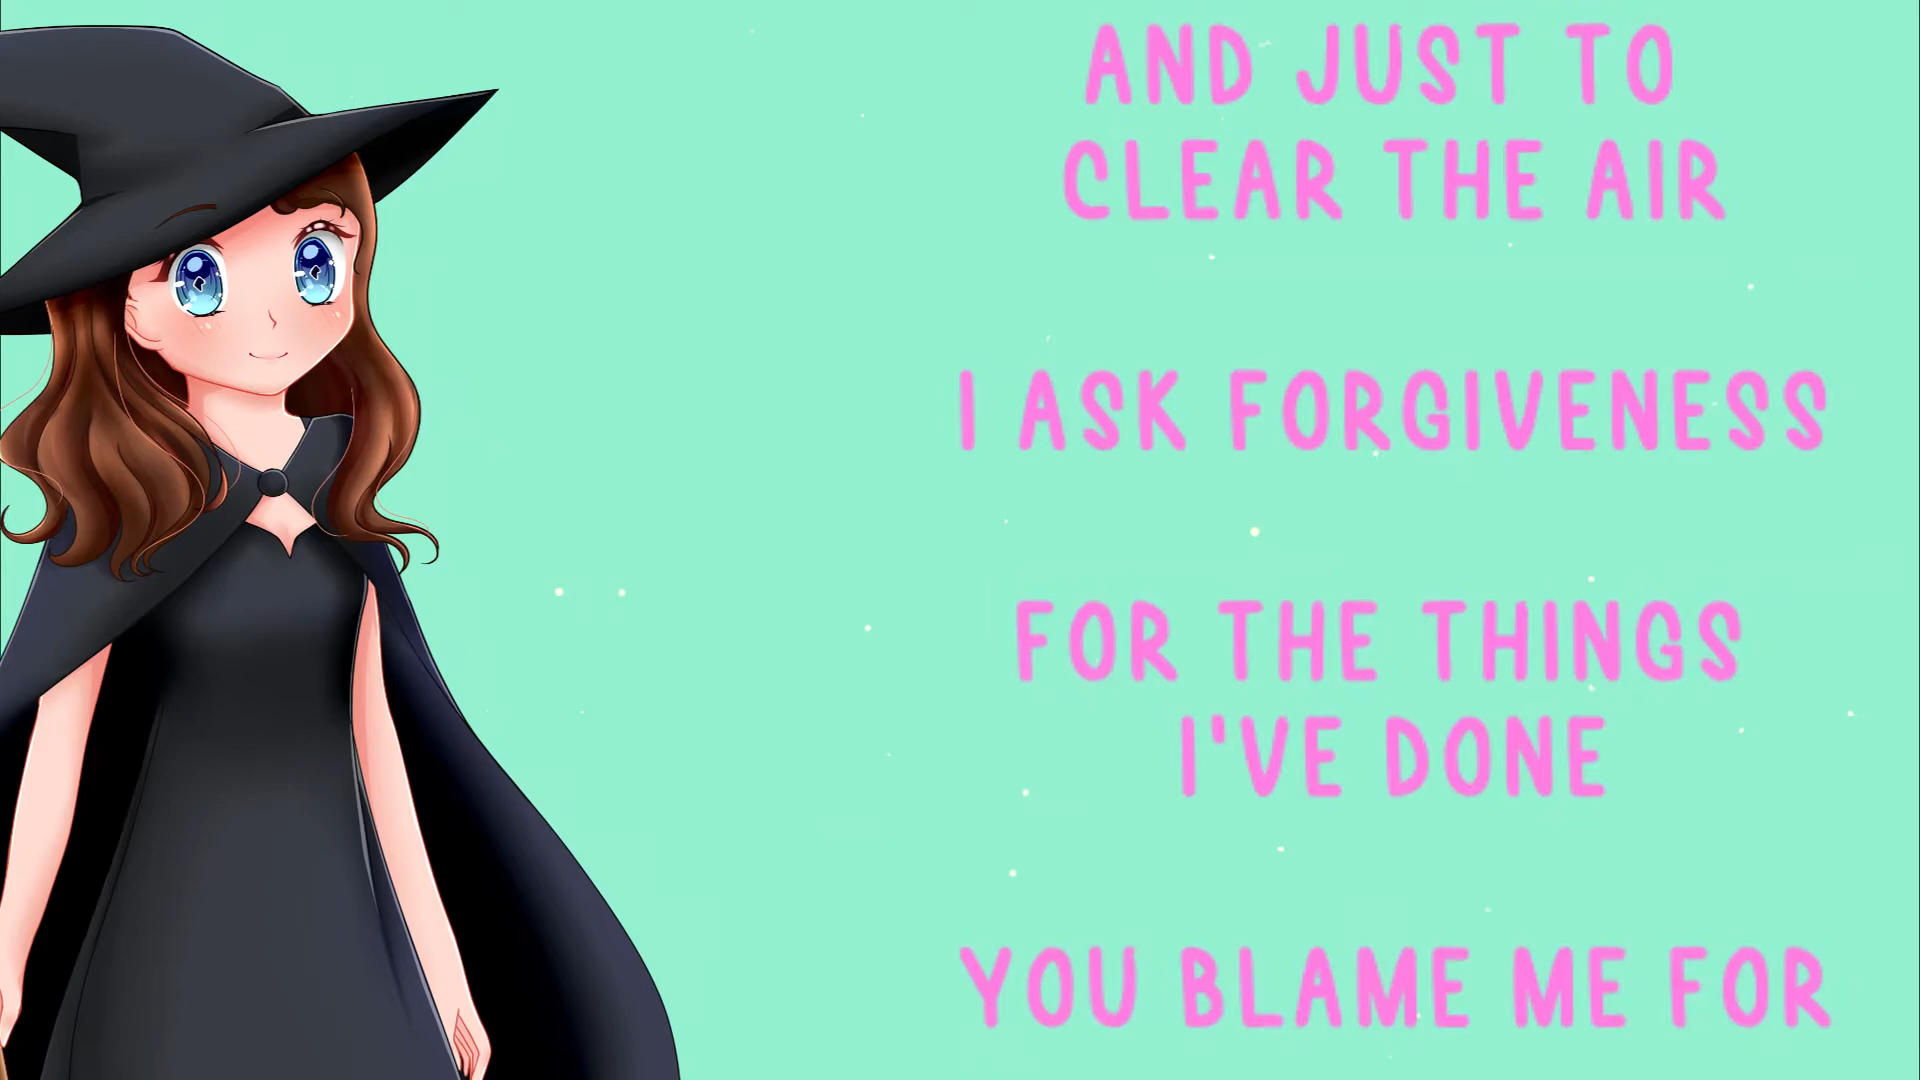 AND JUST TO
CLEAR THE AIR
I ASK FORGIVENESS
FOR THE THINGS
I'VE DONE
YOU BLAME ME FOR